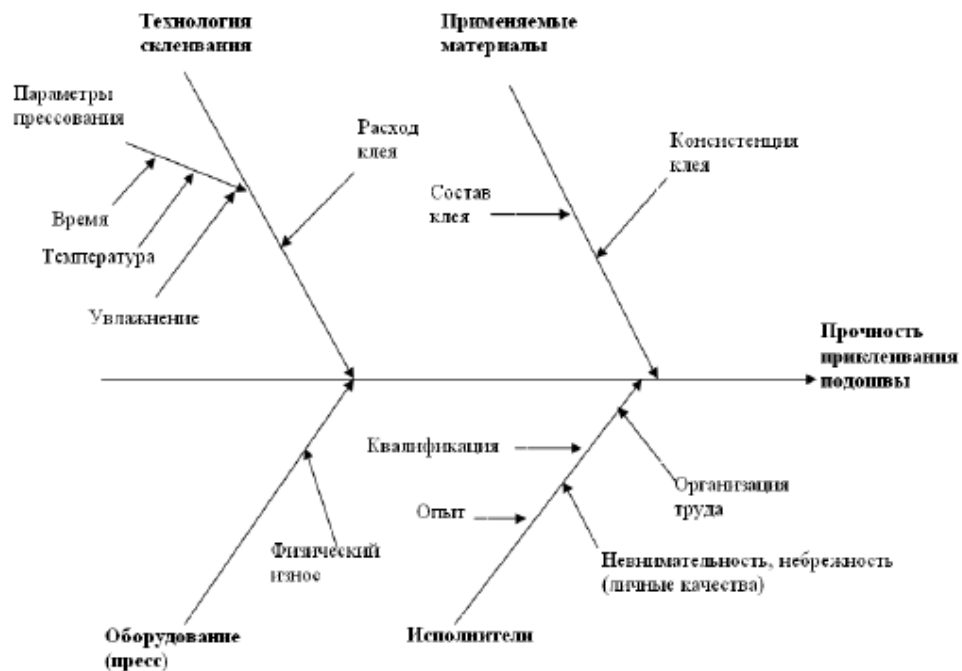 Технология
склеивания
Применяемые
материалы
Параметры
прессования
Расход
клея
Консистенция
клея
Состав
клея
Время
Температура
Увлажнение
Прочность
приклеивания
подошвы
Квалификация
Организация
труда
Опыт
Физический
износ
Невнимательность, небрежность
(личные качества)
Оборудование
(пресс)
Исполнители